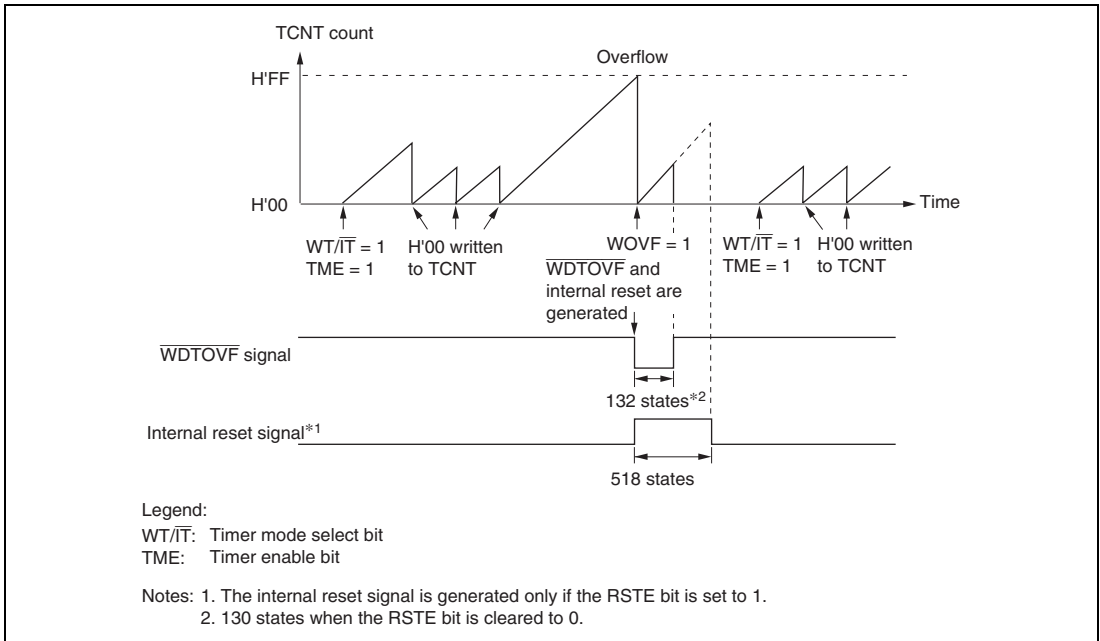 TCNT count
Overflow
H'FF
H'00
Time
WT/IT = 1
TME = 1
H'00 written
to TCNT
WOVF = 1
WDTOVF and
internal reset are
generated
WT/IT = 1
TME = 1
H'00 written
to TCNT
WDTOVF signal
132 states*2
Internal reset signal*1
518 states
Legend:
WT/IT: Timer mode select bit
TME: Timer enable bit
Notes: 1. The internal reset signal is generated only if the RSTE bit is set to 1.
2. 130 states when the RSTE bit is cleared to 0.